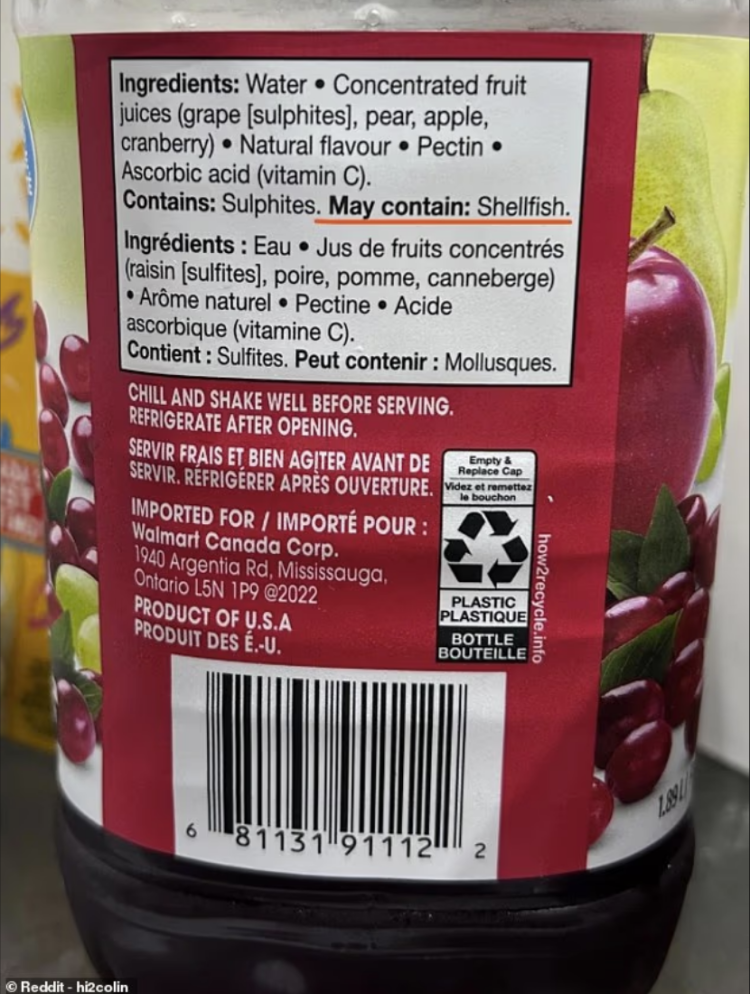 Ingredients: Water • Concentrated fruit
juices (grape [sulphites], pear, apple,
cranberry) • Natural flavour • Pectin •
Ascorbic acid (vitamin C).
Contains: Sulphites. May contain: Shellfish.
Ingrédients : Eau • Jus de fruits concentrés
(raisin [sulfites], poire, pomme, canneberge)
• Arôme naturel • Pectine • Acide
ascorbique (vitamine C).
Contient : Sulfites. Peut contenir : Mollusques.
CHILL AND SHAKE WELL BEFORE SERVING.
REFRIGERATE AFTER OPENING.
SERVIR FRAIS ET BIEN AGITER AVANT DE
SERVIR. RÉFRIGÉRER APRÈS OUVERTURE.
IMPORTED FOR / IMPORTÉ POUR :
Walmart Canada Corp.
1940 Argentia Rd, Mississauga,
Ontario L5N 1P9 @2022
PRODUCT OF U.S.A
PRODUIT DES É.-U.
Empty &
Replace Cap
Videz et remettez
le bouchon
PLASTIC
PLASTIQUE
BOTTLE
BOUTEILLE
how2recycle.info
6 81131 91112 2
1.89 L
© Reddit - hi2colin